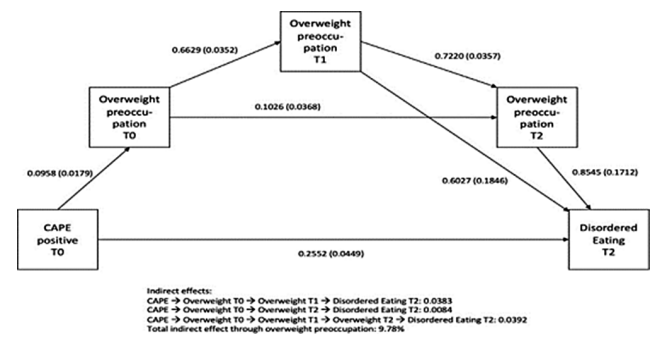 Overweight
preoccu-
pation
T1
0.6629 (0.0352)
0.7220 (0.0357)
Overweight
preoccu-
pation
T0
0.1026 (0.0368)
Overweight
preoccu-
pation
T2
0.0958 (0.0179)
0.6027 (0.1846)
0.8545 (0.1712)
CAPE
positive
T0
0.2552 (0.0449)
Disordered
Eating
T2
Indirect effects:
CAPE → Overweight T0 → Overweight T1 → Disordered Eating T2: 0.0383
CAPE → Overweight T0 → Overweight T2 → Disordered Eating T2: 0.0084
CAPE → Overweight T0 → Overweight T1 → Overweight T2 → Disordered Eating T2: 0.0392
Total indirect effect through overweight preoccupation: 9.78%